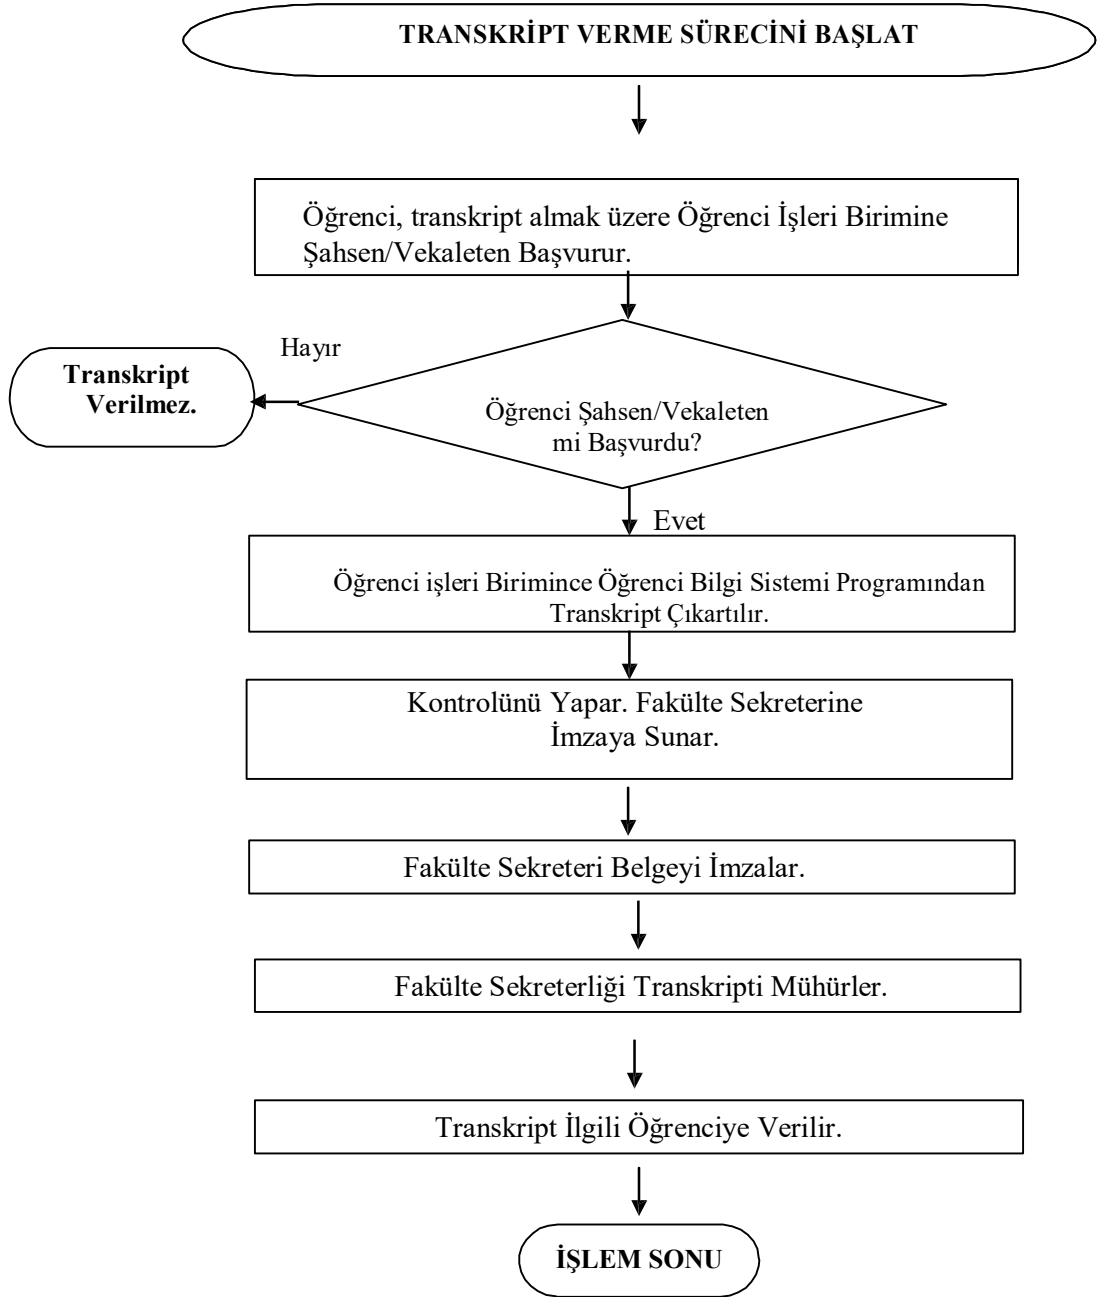 TRANSKRİPT VERME SÜRECİNİ BAŞLAT
Öğrenci, transkript almak üzere Öğrenci İşleri Birimine
Şahsen/Vekaleten Başvurur.
Hayır
Transkript
Verilmez.
Öğrenci Şahsen/Vekaleten
mi Başvurdu?
Evet
Öğrenci işleri Birimince Öğrenci Bilgi Sistemi Programından
Transkript Çıkartılır.
Kontrolünü Yapar. Fakülte Sekreterine
İmzaya Sunar.
Fakülte Sekreteri Belgeyi İmzalar.
Fakülte Sekreterliği Transkripti Mühürler.
Transkript İlgili Öğrenciye Verilir.
İŞLEM SONU